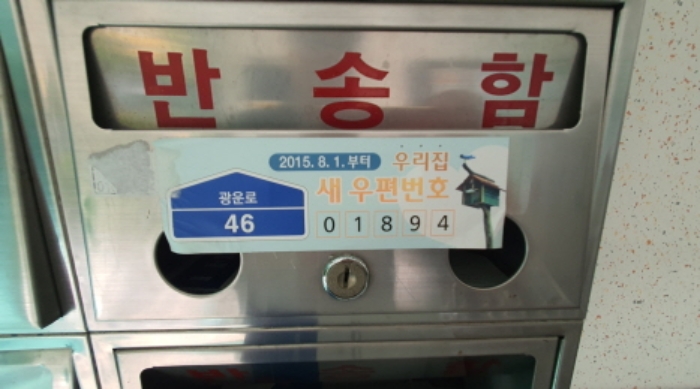 반 송 함
2015. 8. 1. 부터 우리집
새 우편번호
광운로
46
0 1 8 9 4